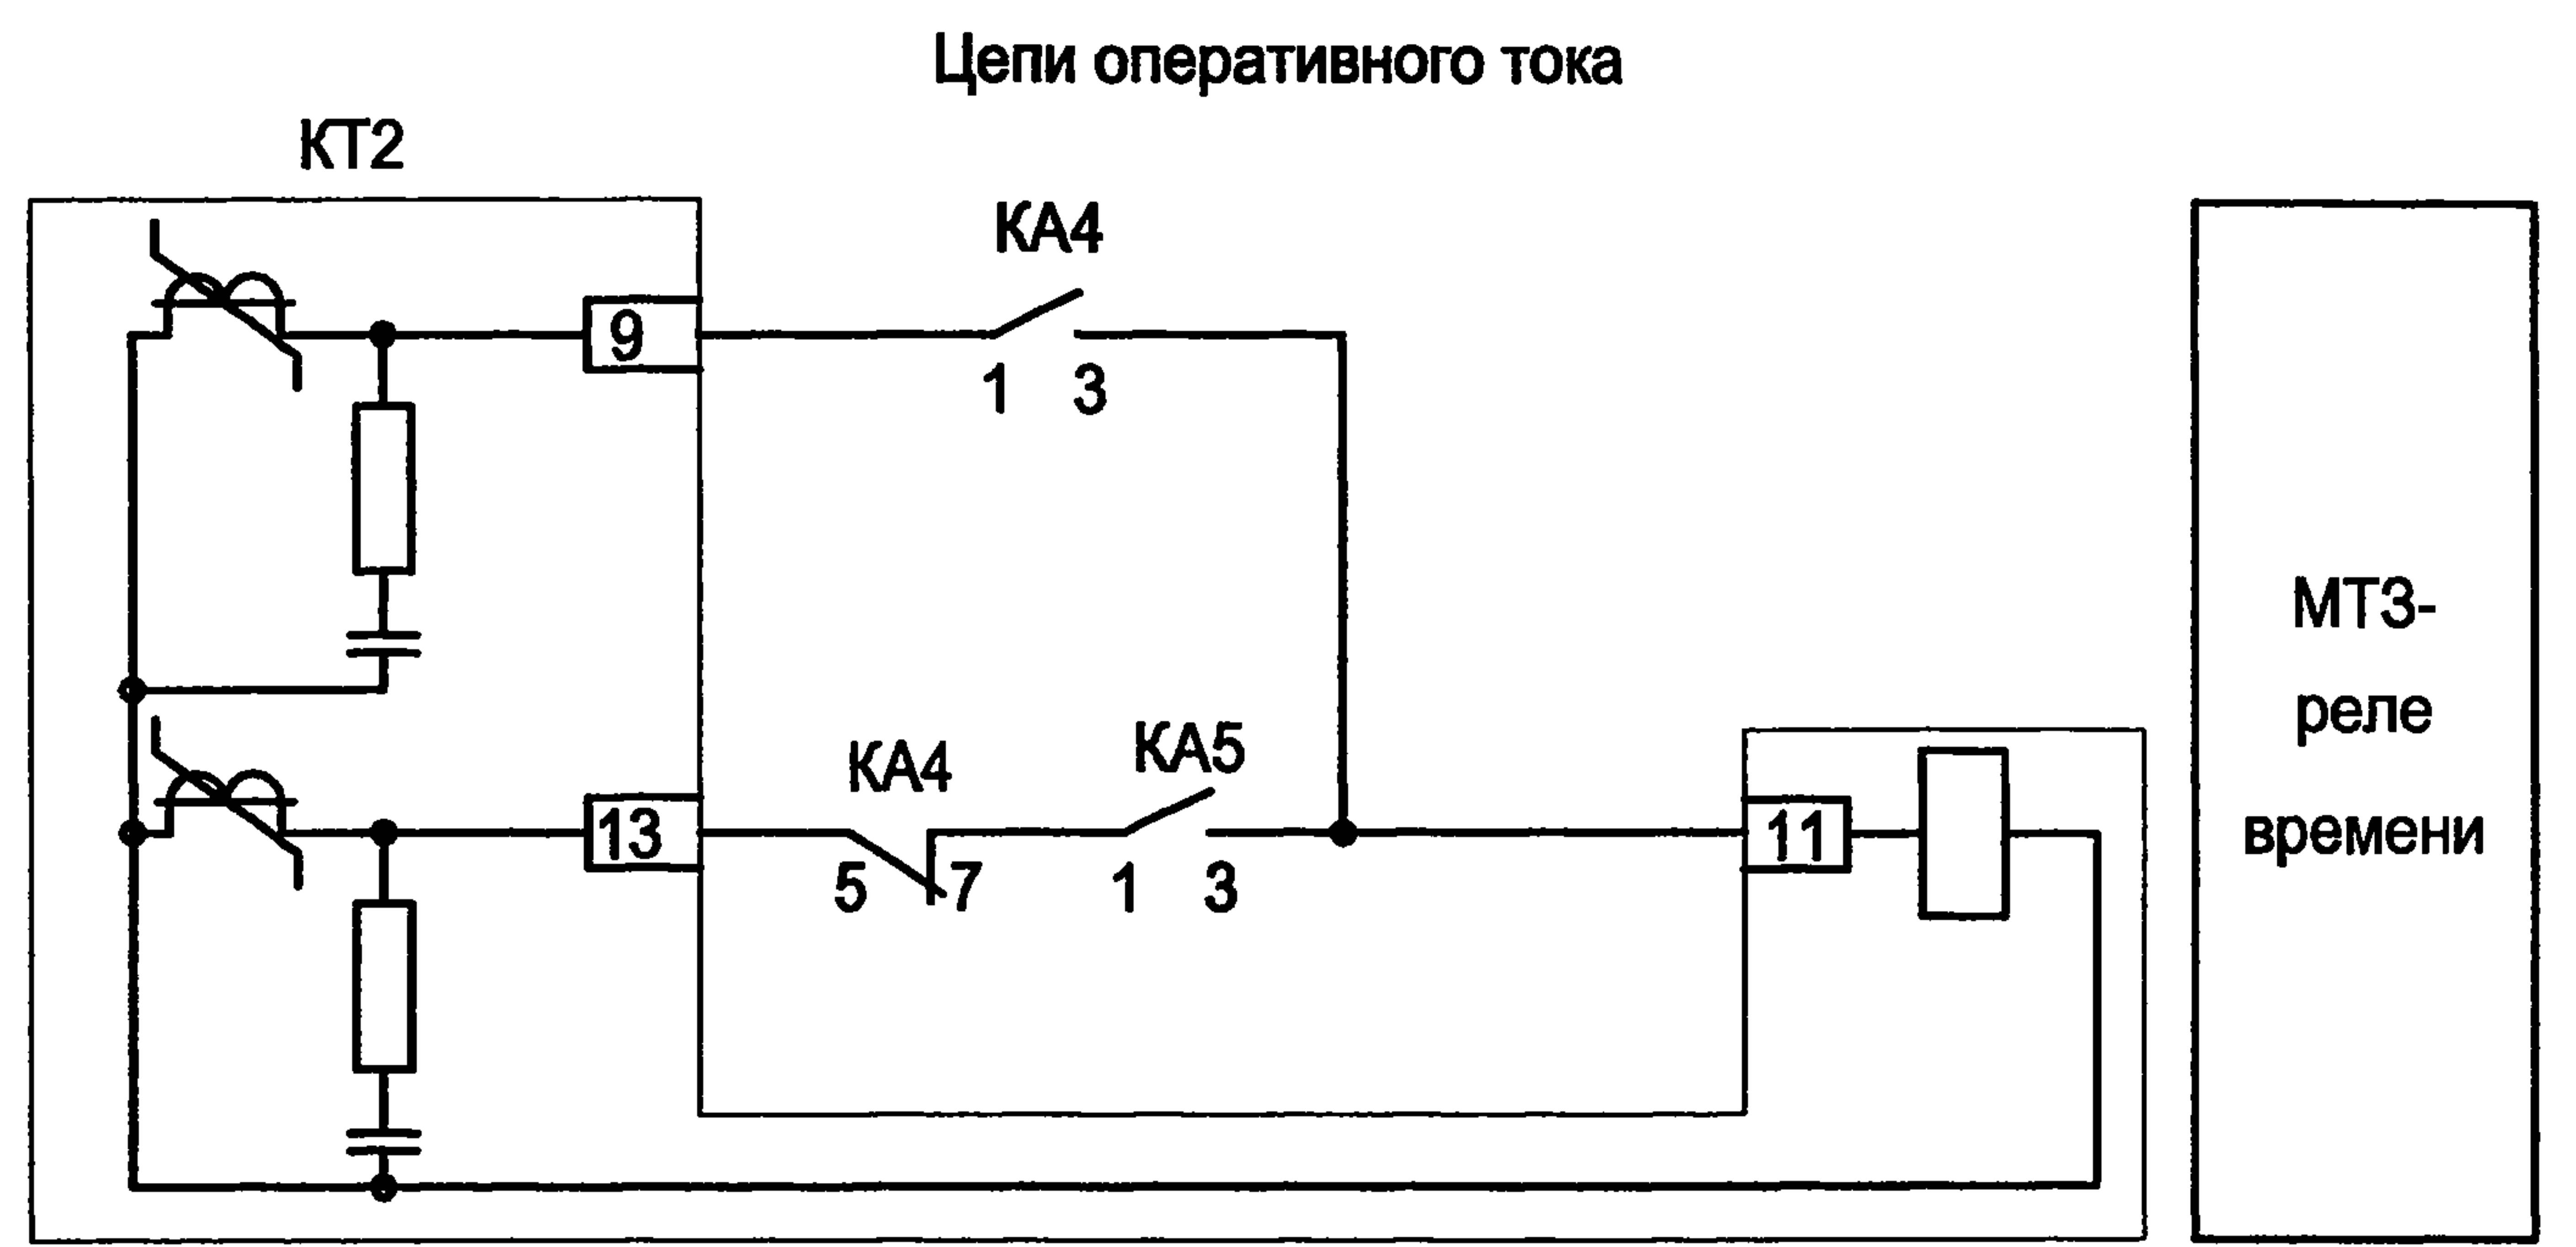 Цепи оперативного тока
КТ2
КА4
9
1 3
МТЗ-
реле
времени
КА4
КА5
13
5 7
1 3
11